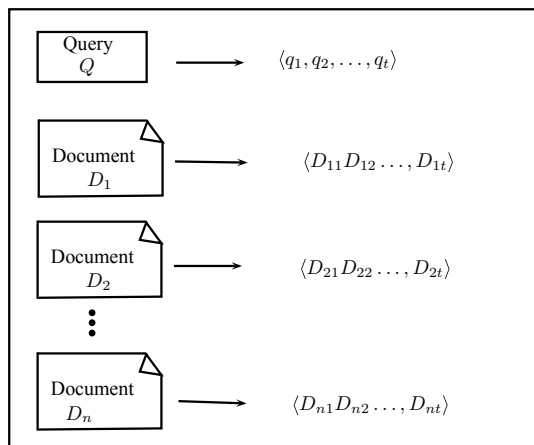 Query
Q
⟨q₁, q₂, . . . , qₜ⟩
Document
D₁
⟨D₁₁D₁₂ . . . , D₁ₜ⟩
Document
D₂
⟨D₂₁D₂₂ . . . , D₂ₜ⟩
Document
Dₙ
⟨Dₙ₁Dₙ₂ . . . , Dₙₜ⟩